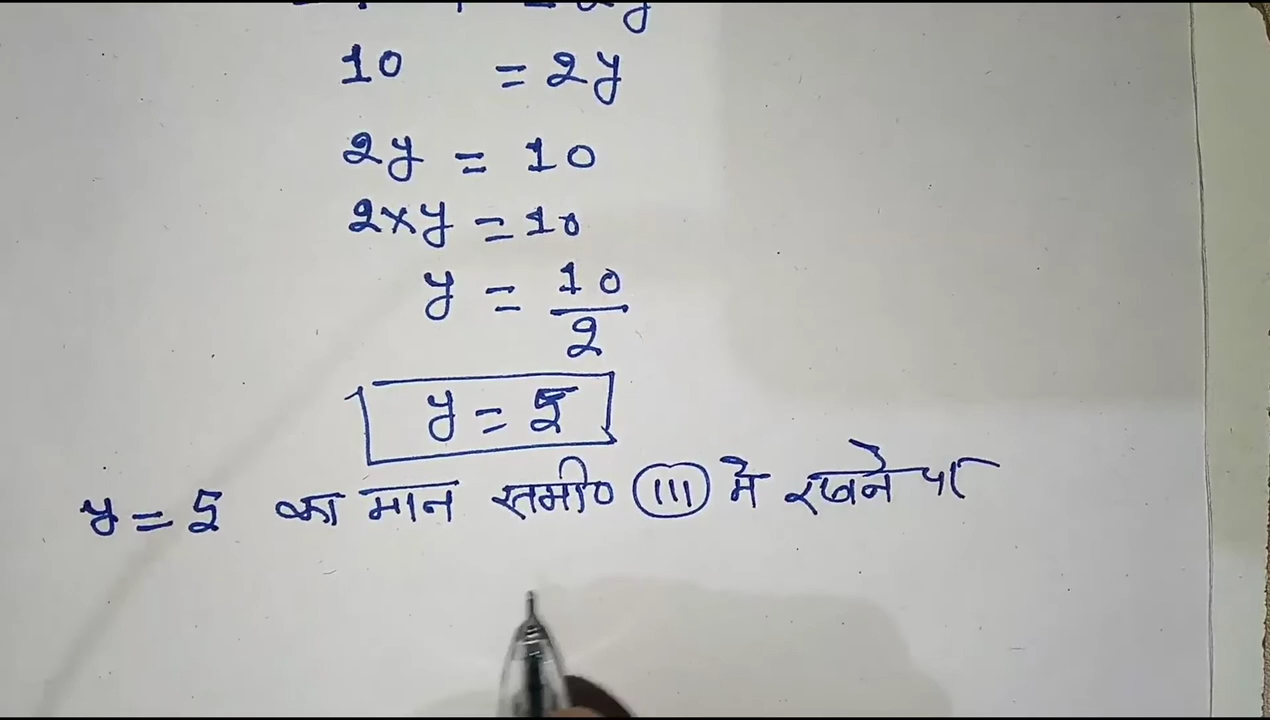 10 = 2y
2y = 10
2×y = 10
y = 10/2
y = 5
y = 5 का मान समी० (III) मे रखने पर